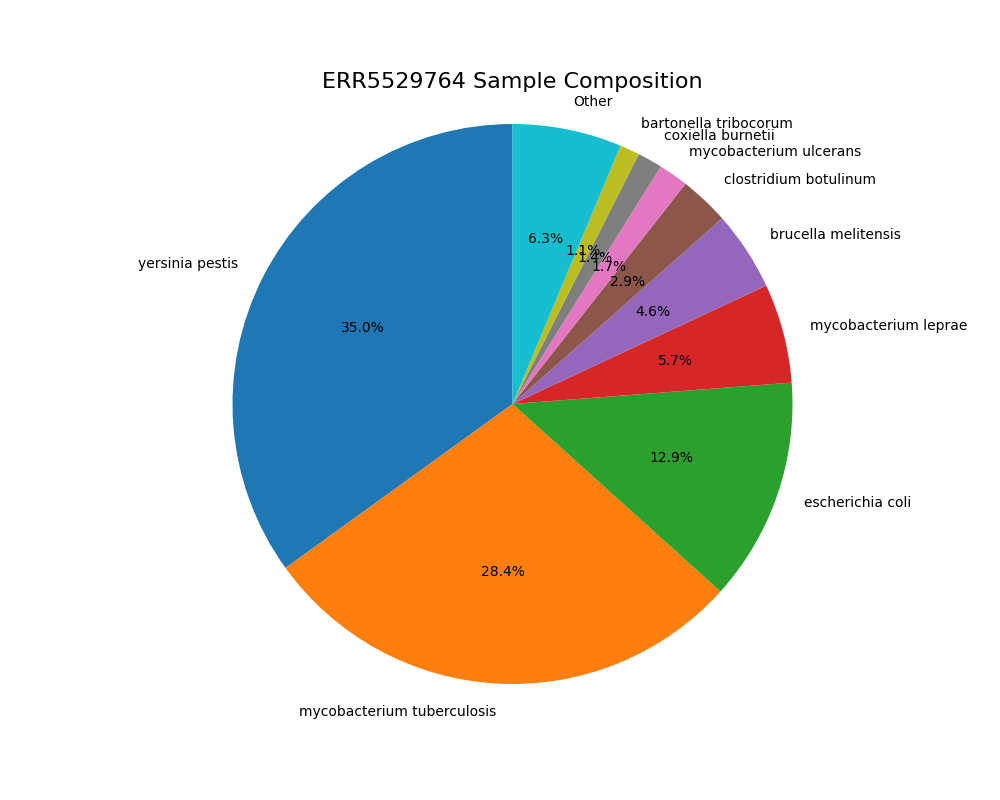 ERR5529764 Sample Composition
Other
bartonella tribocorum
coxiella burnetii
mycobacterium ulcerans
clostridium botulinum
brucella melitensis
yersinia pestis
mycobacterium leprae
escherichia coli
mycobacterium tuberculosis
6.3%
1.1%
1.4%
1.7%
2.9%
4.6%
35.0%
5.7%
12.9%
28.4%